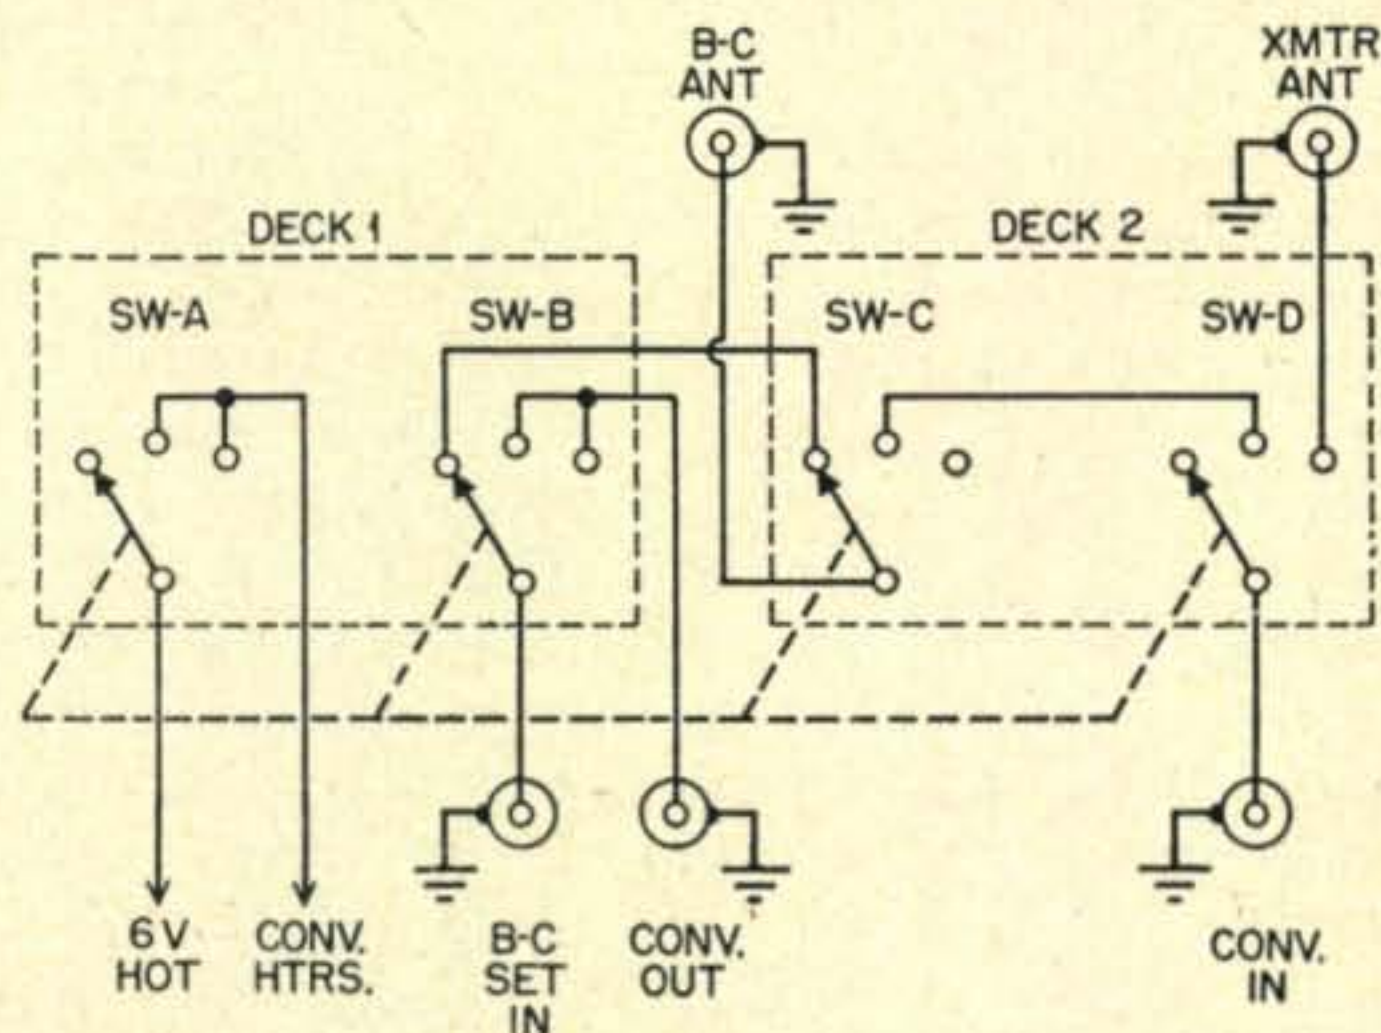 B-C
ANT
XMTR
ANT
DECK 1
DECK 2
SW-A
SW-B
SW-C
SW-D
6V
HOT
CONV.
HTRS.
B-C
SET
IN
CONV.
OUT
CONV.
IN